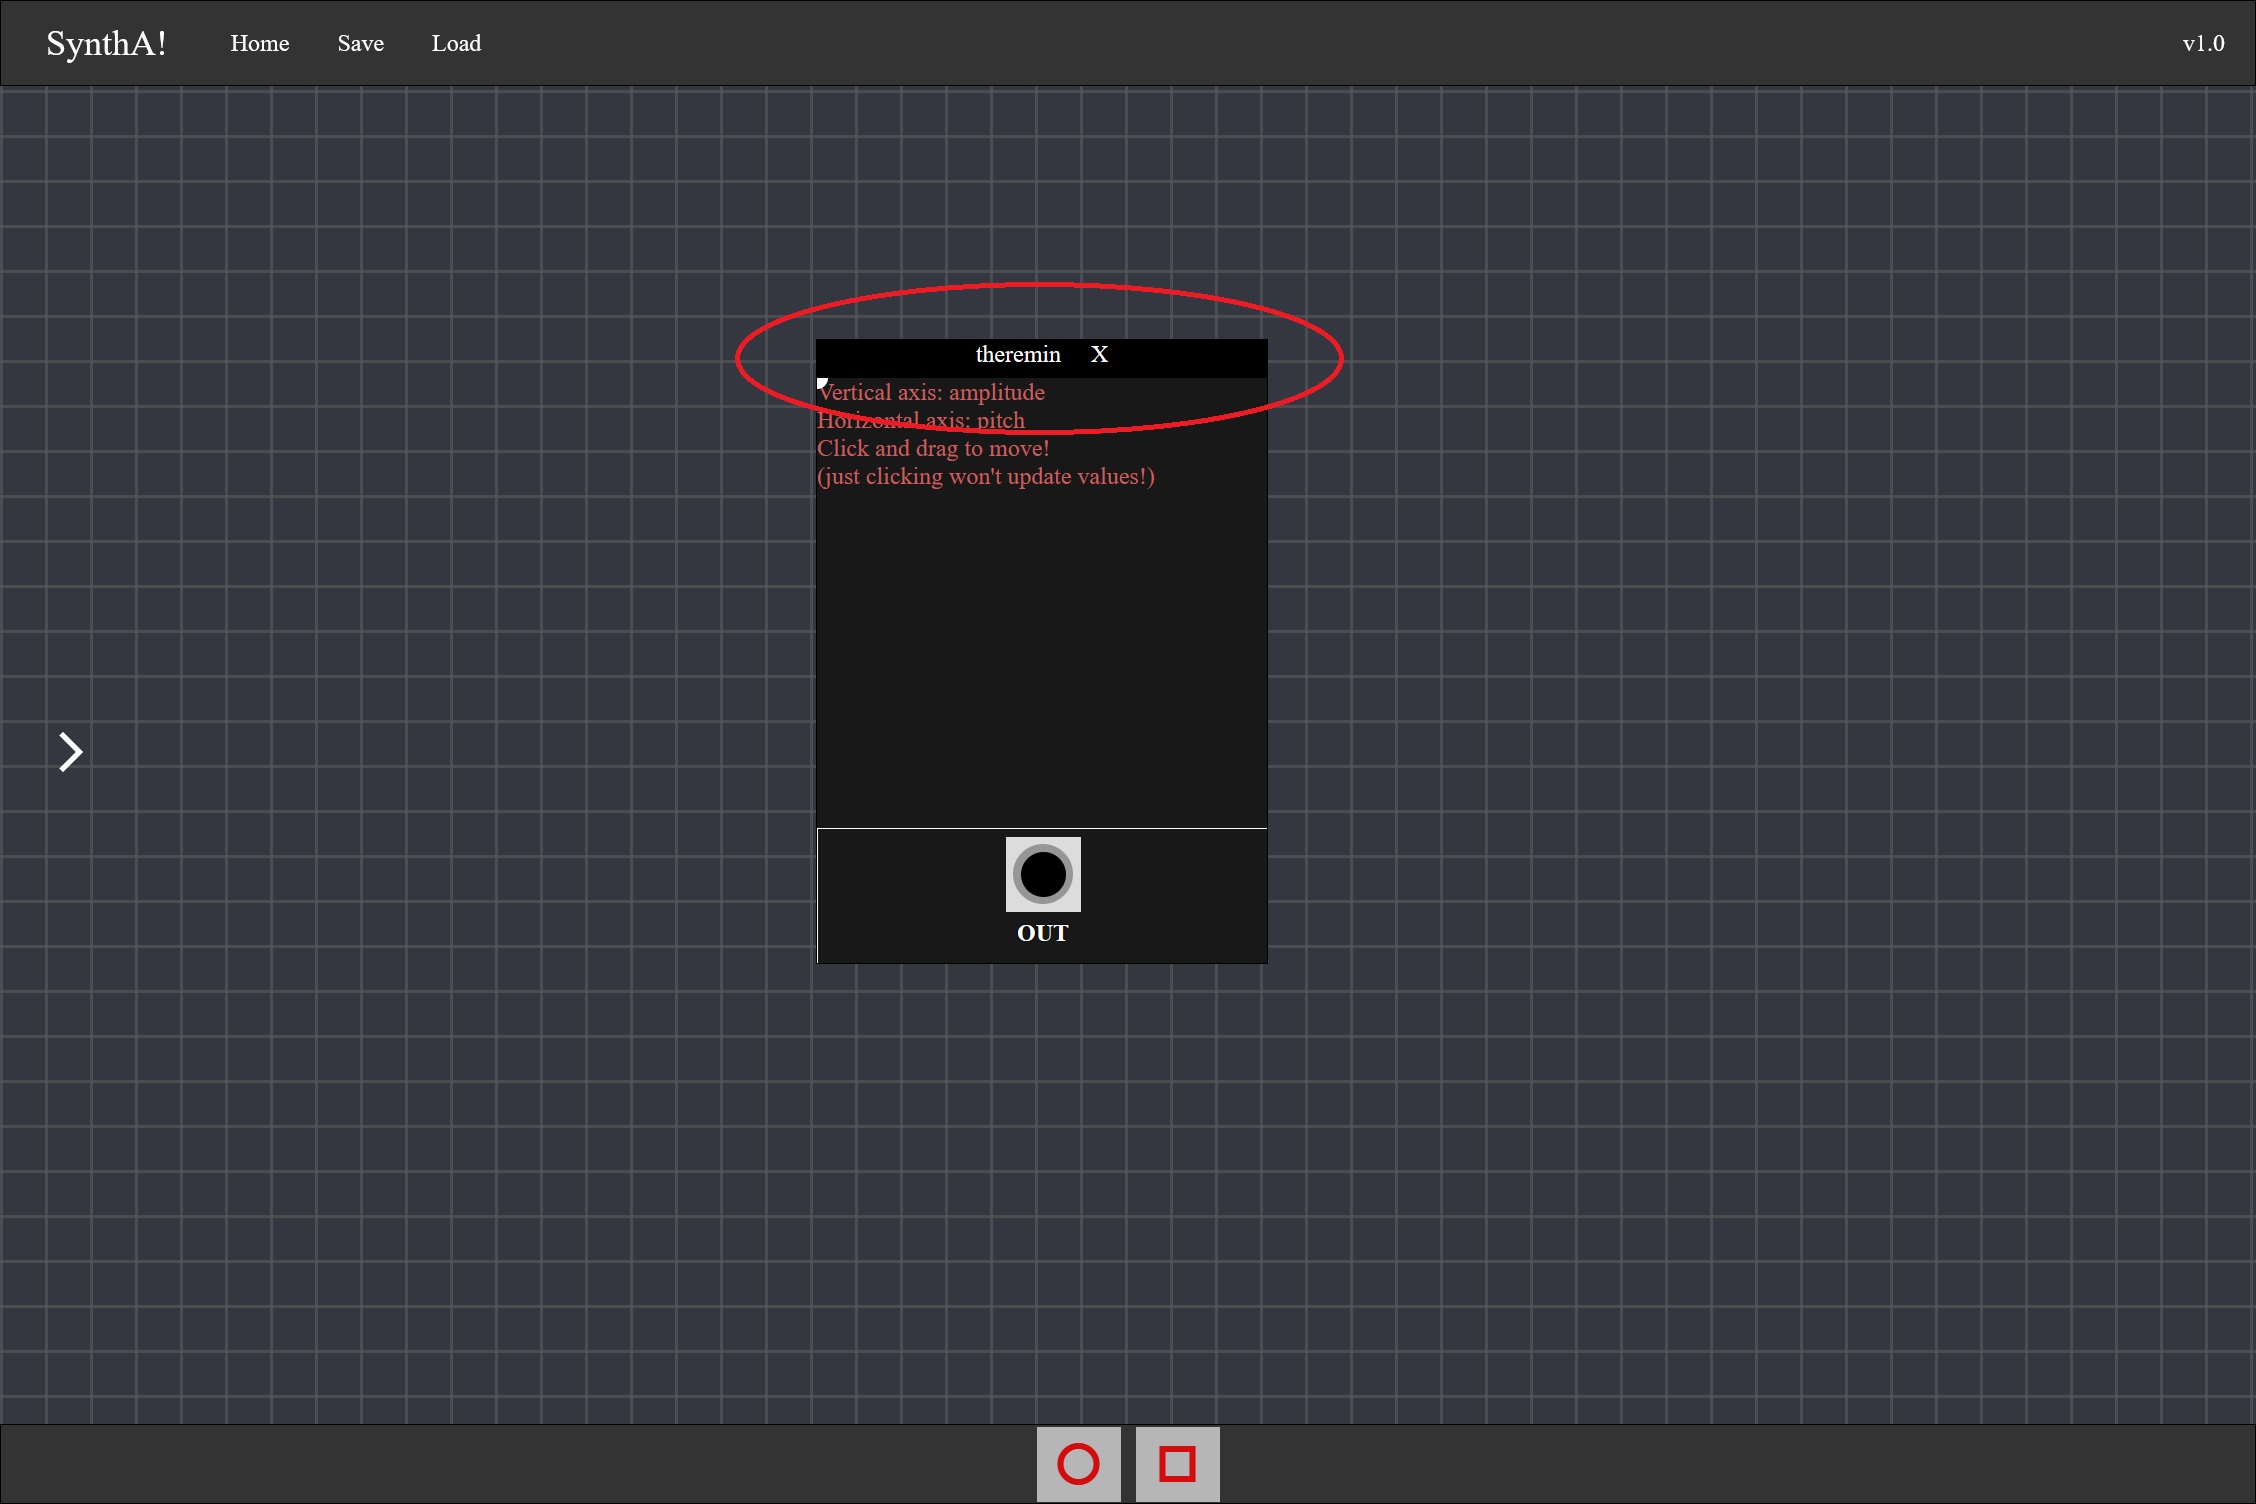 SynthA! Home Save Load v1.0
theremin X
Vertical axis: amplitude
Horizontal axis: pitch
Click and drag to move!
(just clicking won't update values!)
OUT